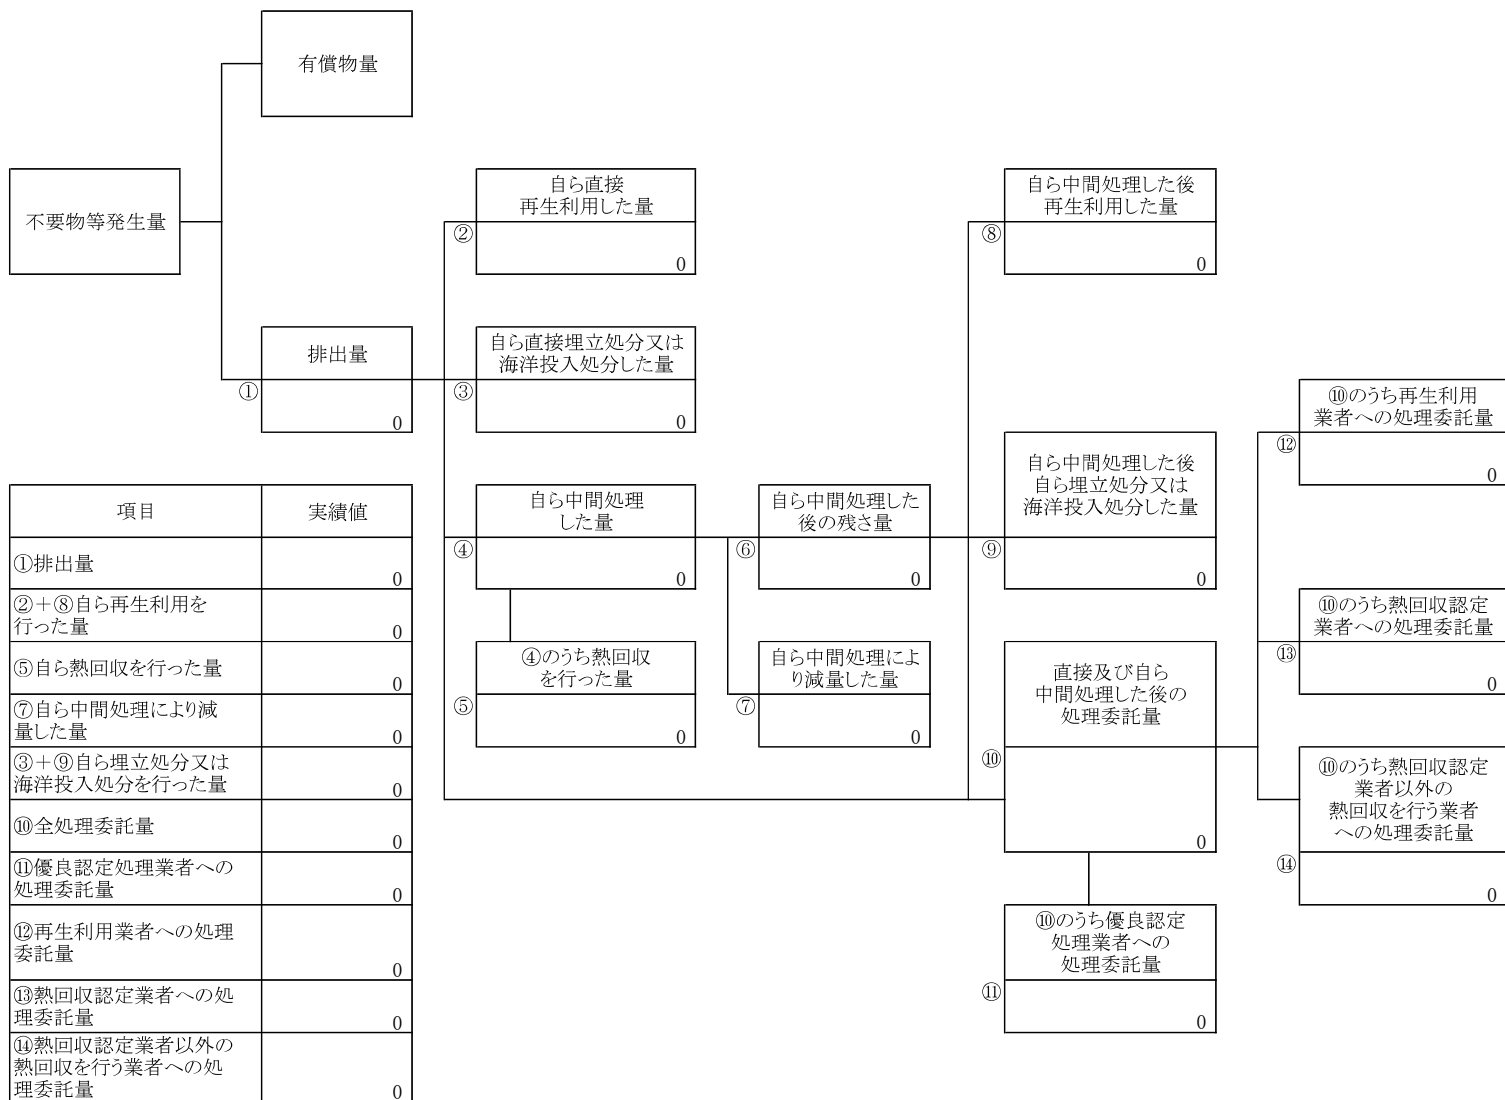 有償物量
不要物等発生量
① 排出量
0
② 自ら直接
再生利用した量
0
③ 自ら直接埋立処分又は
海洋投入処分した量
0
④ 自ら中間処理
した量
0
⑤ ④のうち熱回収
を行った量
0
⑥ 自ら中間処理した
後の残さ量
0
⑦ 自ら中間処理によ
り減量した量
0
⑧ 自ら中間処理した後
再生利用した量
0
⑨ 自ら中間処理した後
自ら埋立処分又は
海洋投入処分した量
0
⑩ 直接及び自ら
中間処理した後の
処理委託量
0
⑪ ⑩のうち優良認定
処理業者への
処理委託量
0
⑫ ⑩のうち再生利用
業者への処理委託量
0
⑬ ⑩のうち熱回収認定
業者への処理委託量
0
⑭ ⑩のうち熱回収認定
業者以外の
熱回収を行う業者
への処理委託量
0
項目 実績値
①排出量
0
②＋⑧自ら再生利用を
行った量
0
⑤自ら熱回収を行った量
0
⑦自ら中間処理により減
量した量
0
③＋⑨自ら埋立処分又は
海洋投入処分を行った量
0
⑩全処理委託量
0
⑪優良認定処理業者への
処理委託量
0
⑫再生利用業者への処理
委託量
0
⑬熱回収認定業者への処
理委託量
0
⑭熱回収認定業者以外の
熱回収を行う業者への処
理委託量
0